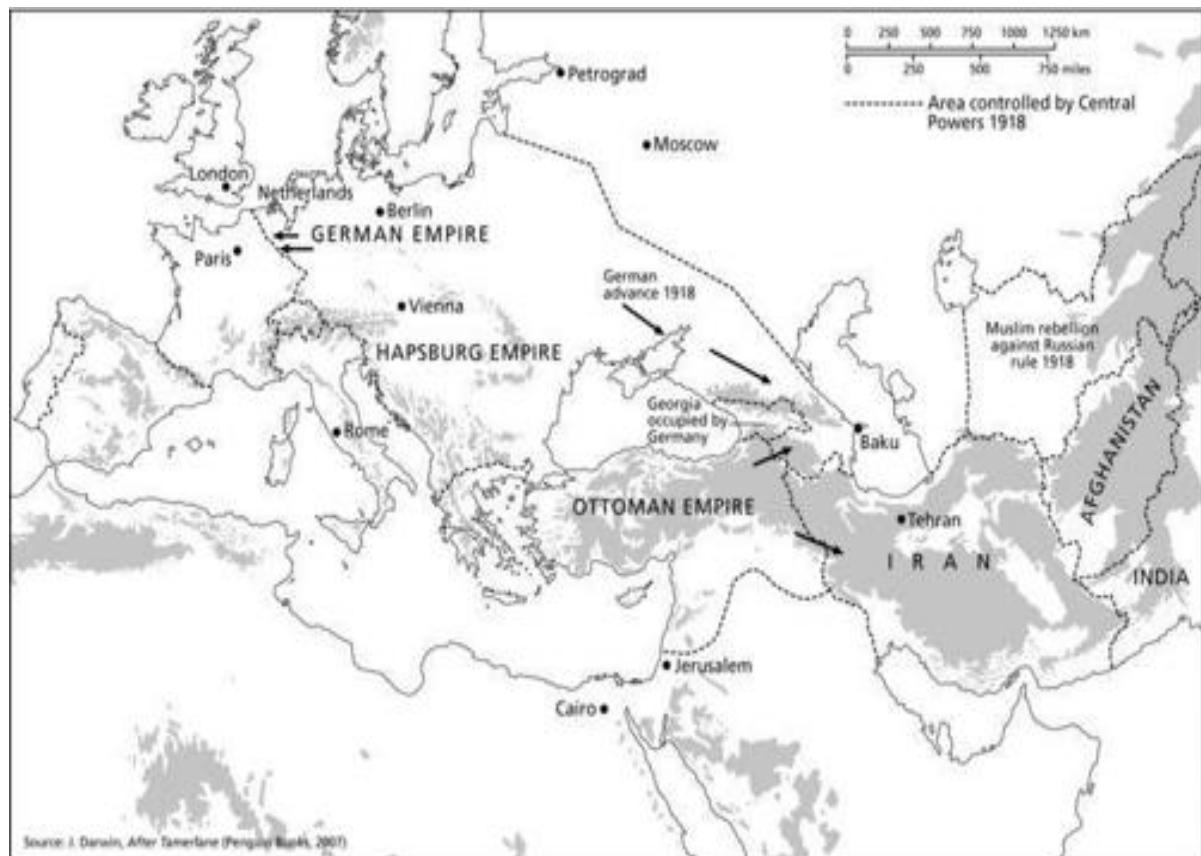 0 250 500 750 1000 1250 km
0 250 500 750 miles
Area controlled by Central
Powers 1918
Petrograd
Moscow
London
Netherlands
Berlin
GERMAN EMPIRE
Paris
German
advance 1918
Vienna
Muslim rebellion
against Russian
rule 1918
HAPSBURG EMPIRE
Georgia
occupied by
Germany
Rome
Baku
AFGHANISTAN
OTTOMAN EMPIRE
Tehran
IRAN
INDIA
Jerusalem
Cairo
Source: J. Darwin, After Tamerlane (Penguin Books, 2007)